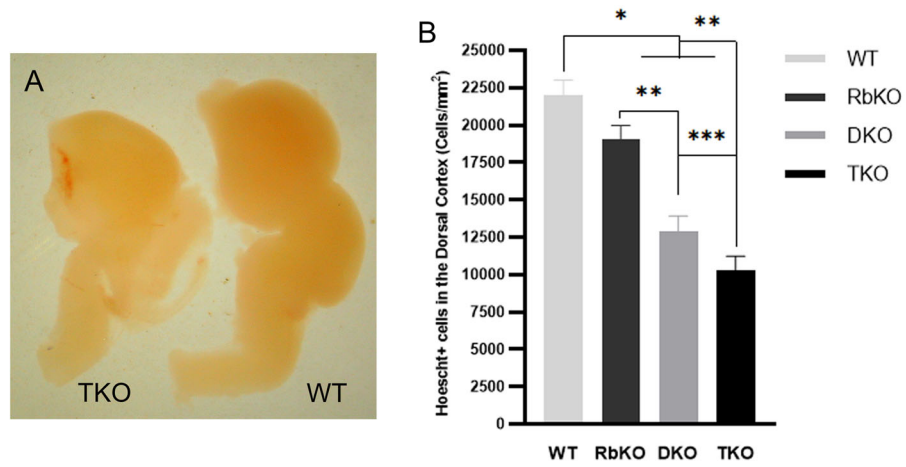 A
TKO
WT
B
Hoescht+ cells in the Dorsal Cortex (Cells/mm²)
25000
22500
20000
17500
15000
12500
10000
7500
5000
2500
0
*
**
**
***
WT
RbKO
DKO
TKO
WT
RbKO
DKO
TKO